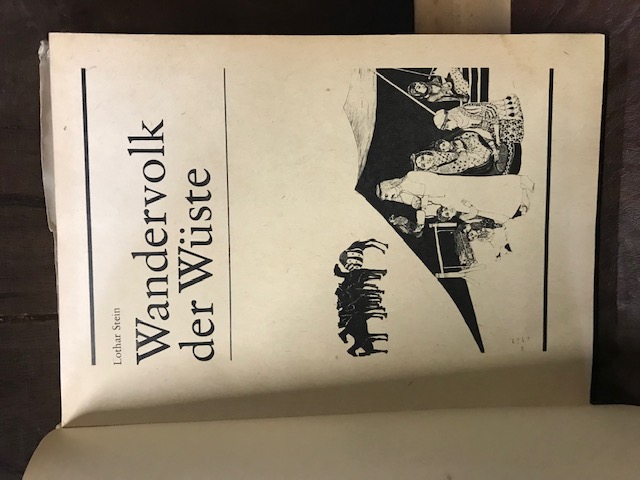 Lothar Stein
Wandervolk
der Wüste